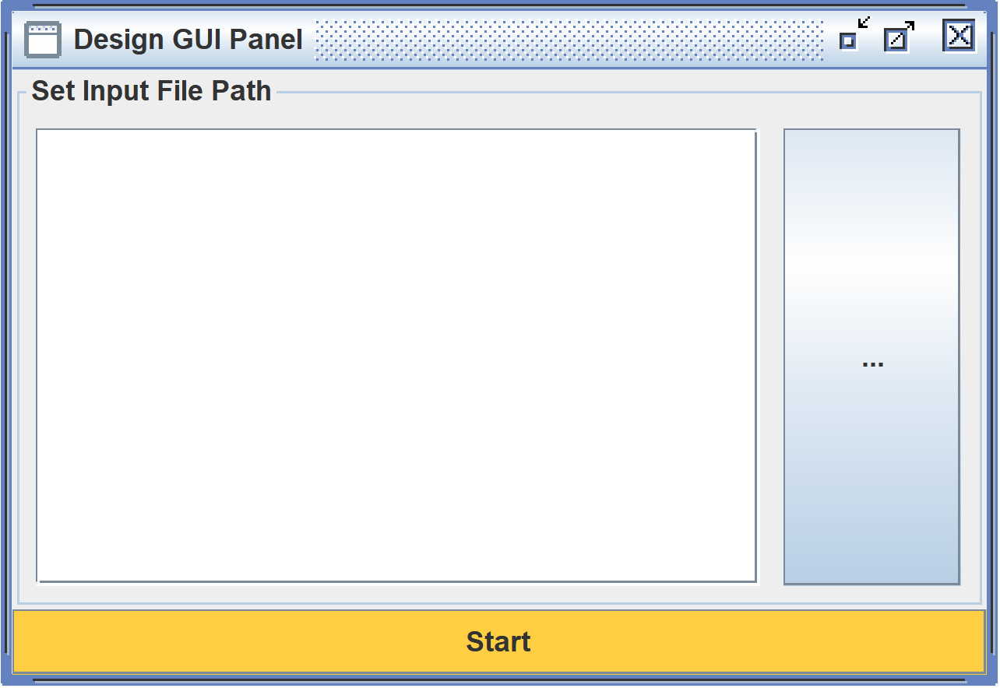 Design GUI Panel
Set Input File Path
...
Start